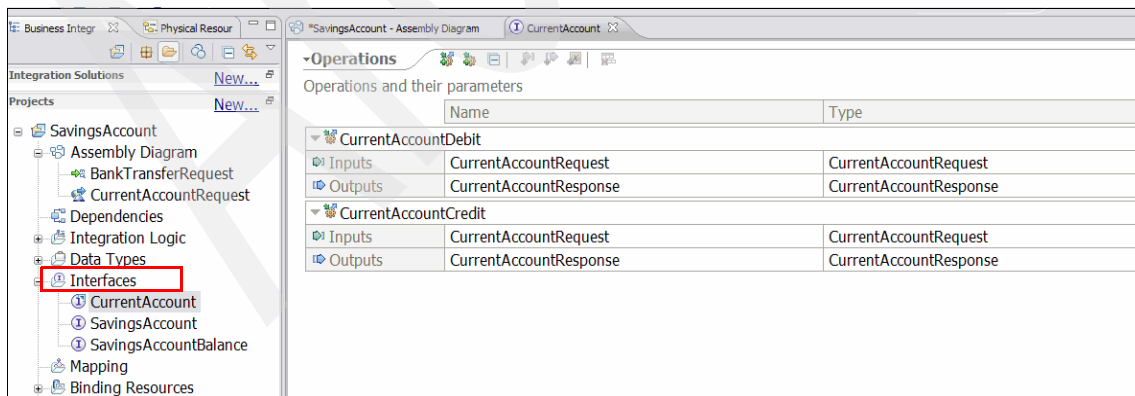 Business Integr
Physical Resour
*SavingsAccount - Assembly Diagram
CurrentAccount
Integration Solutions New...
Projects New...
SavingsAccount
Assembly Diagram
BankTransferRequest
CurrentAccountRequest
Dependencies
Integration Logic
Data Types
Interfaces
CurrentAccount
SavingsAccount
SavingsAccountBalance
Mapping
Binding Resources
Operations
Operations and their parameters
Name Type
CurrentAccountDebit
Inputs CurrentAccountRequest CurrentAccountRequest
Outputs CurrentAccountResponse CurrentAccountResponse
CurrentAccountCredit
Inputs CurrentAccountRequest CurrentAccountRequest
Outputs CurrentAccountResponse CurrentAccountResponse